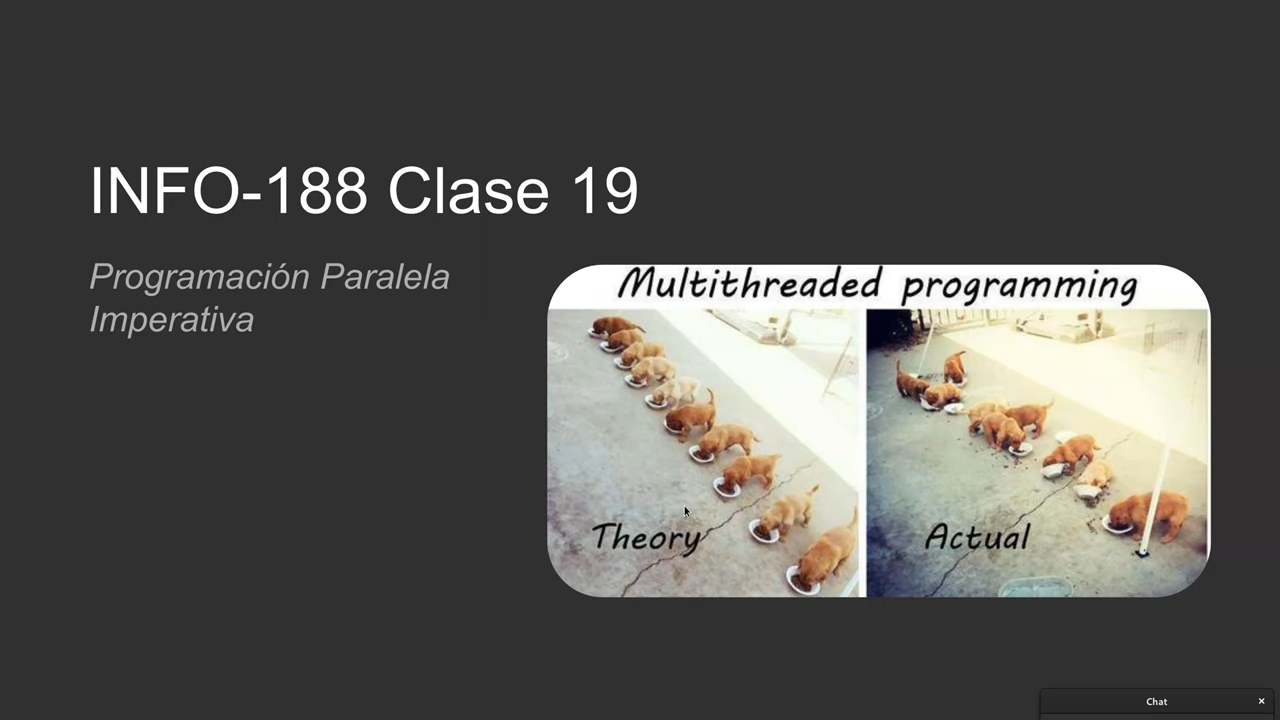 INFO-188 Clase 19
Programación Paralela
Imperativa
Multithreaded programming
Theory
Actual
Chat
×